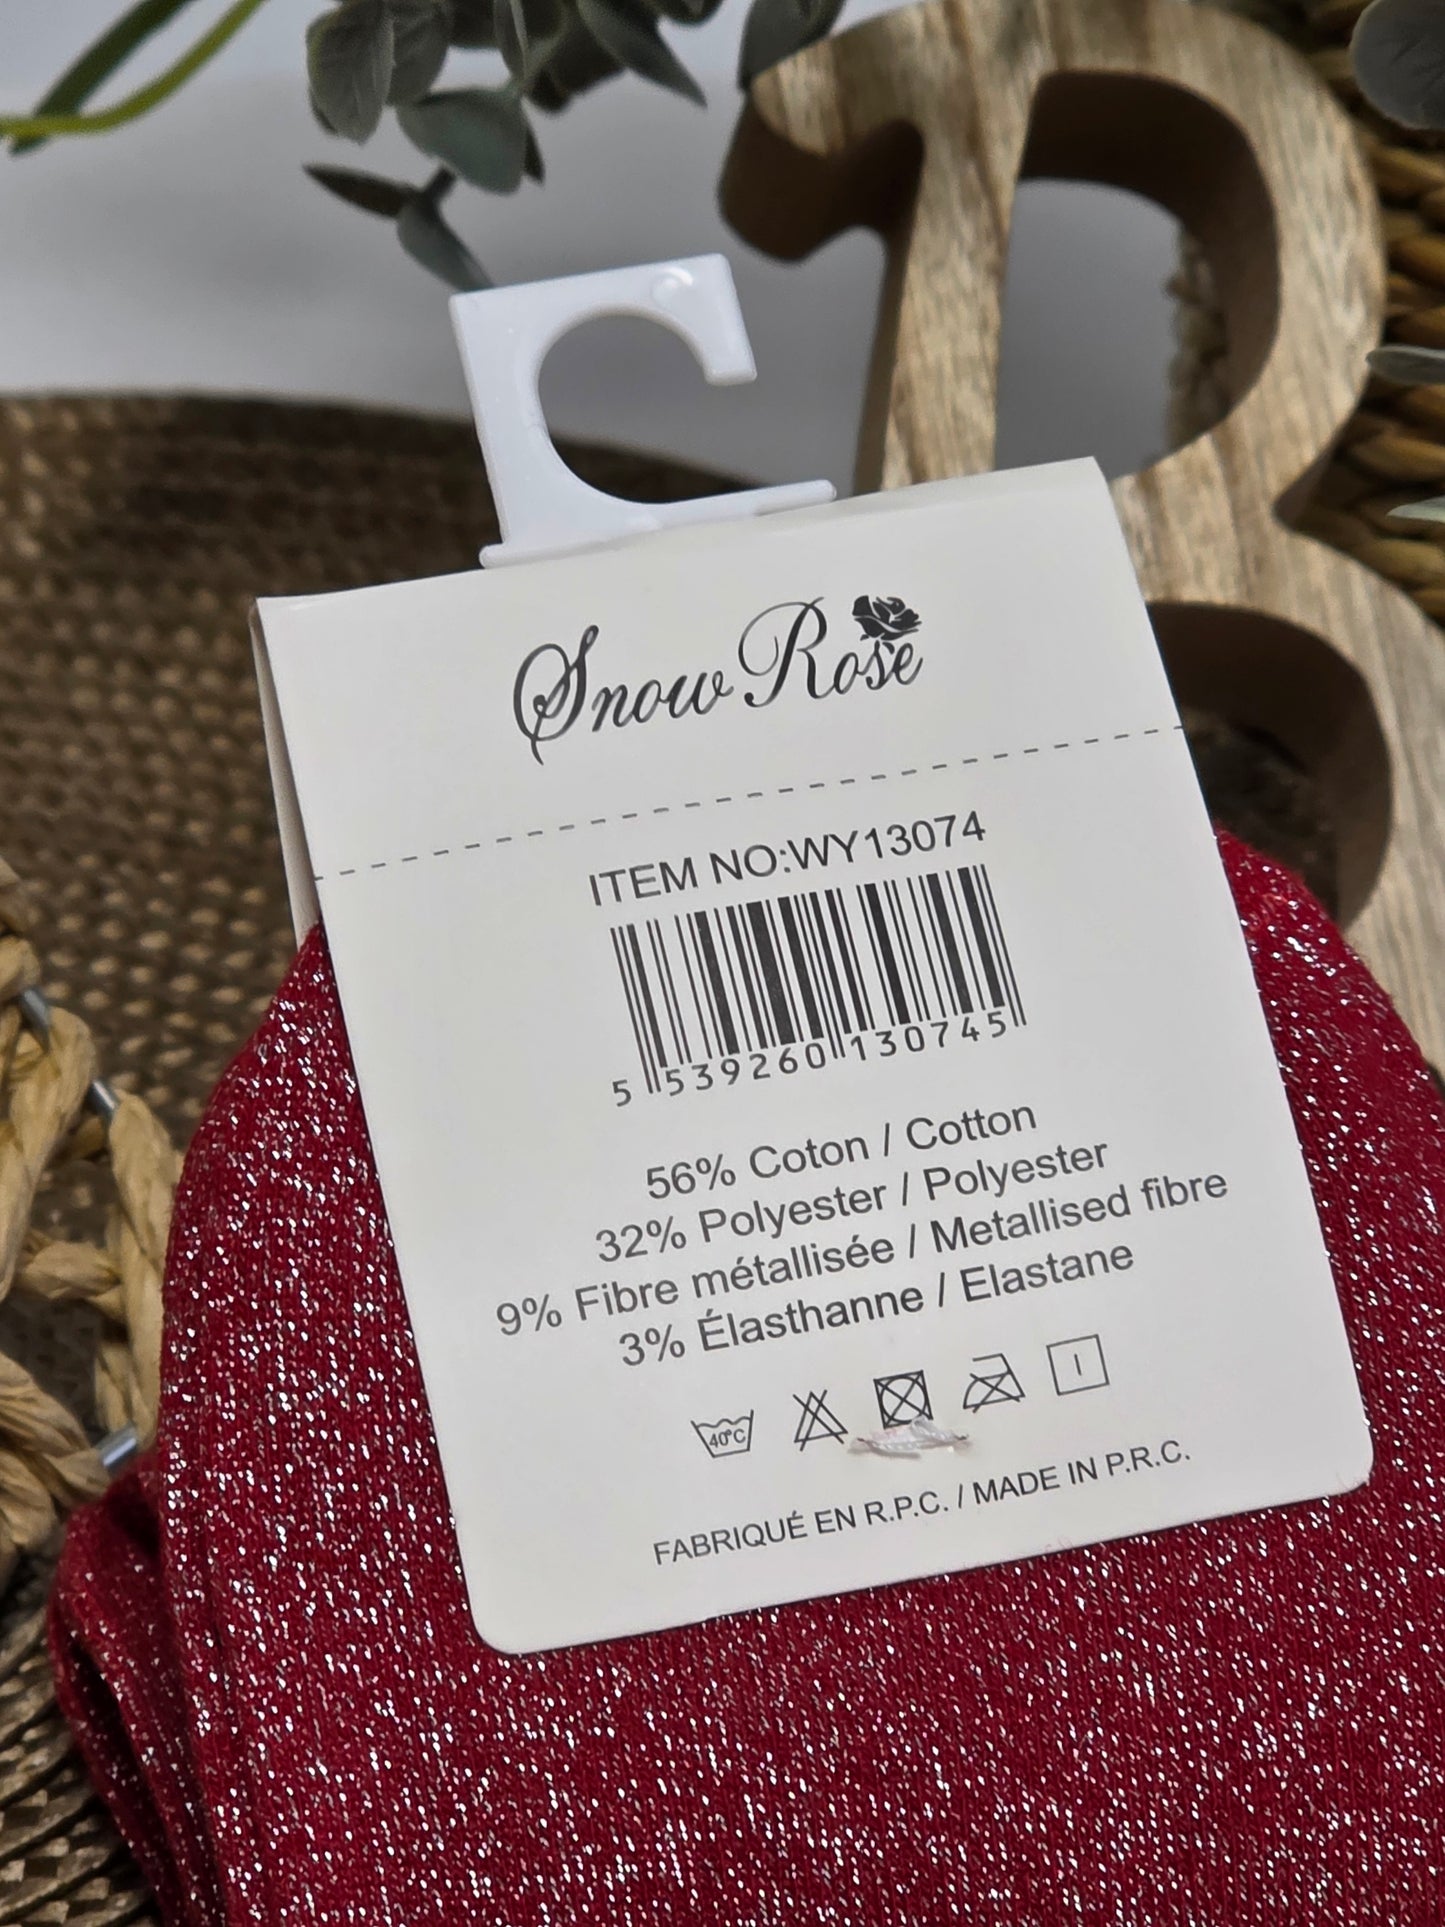 Snow Rose
ITEM NO:WY13074
5 539260 130745
56% Coton / Cotton
32% Polyester / Polyester
9% Fibre métallisée / Metallised fibre
3% Élasthanne / Elastane
40°C
FABRIQUÉ EN R.P.C. / MADE IN P.R.C.